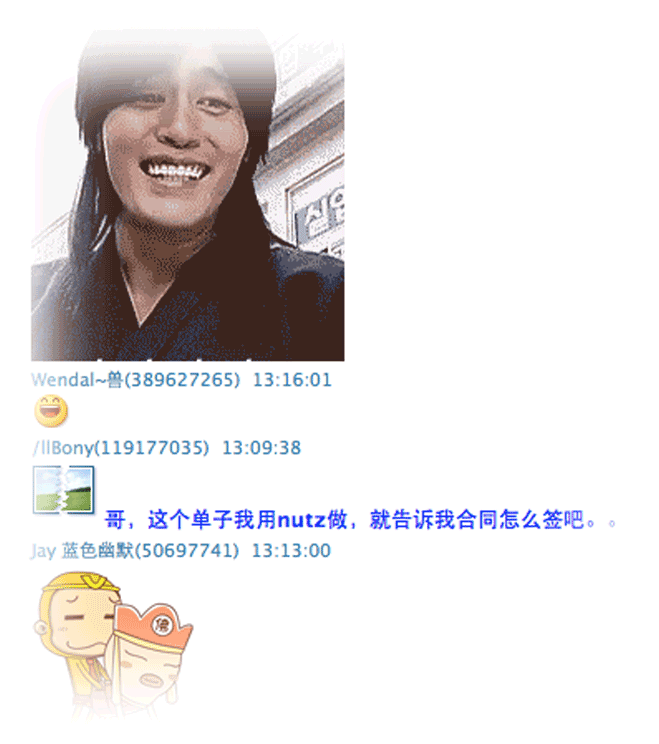 Wendal~兽(389627265) 13:16:01
/llBony(119177035) 13:09:38
哥，这个单子我用nutz做，就告诉我合同怎么签吧。。
Jay 蓝色幽默(50697741) 13:13:00
佛